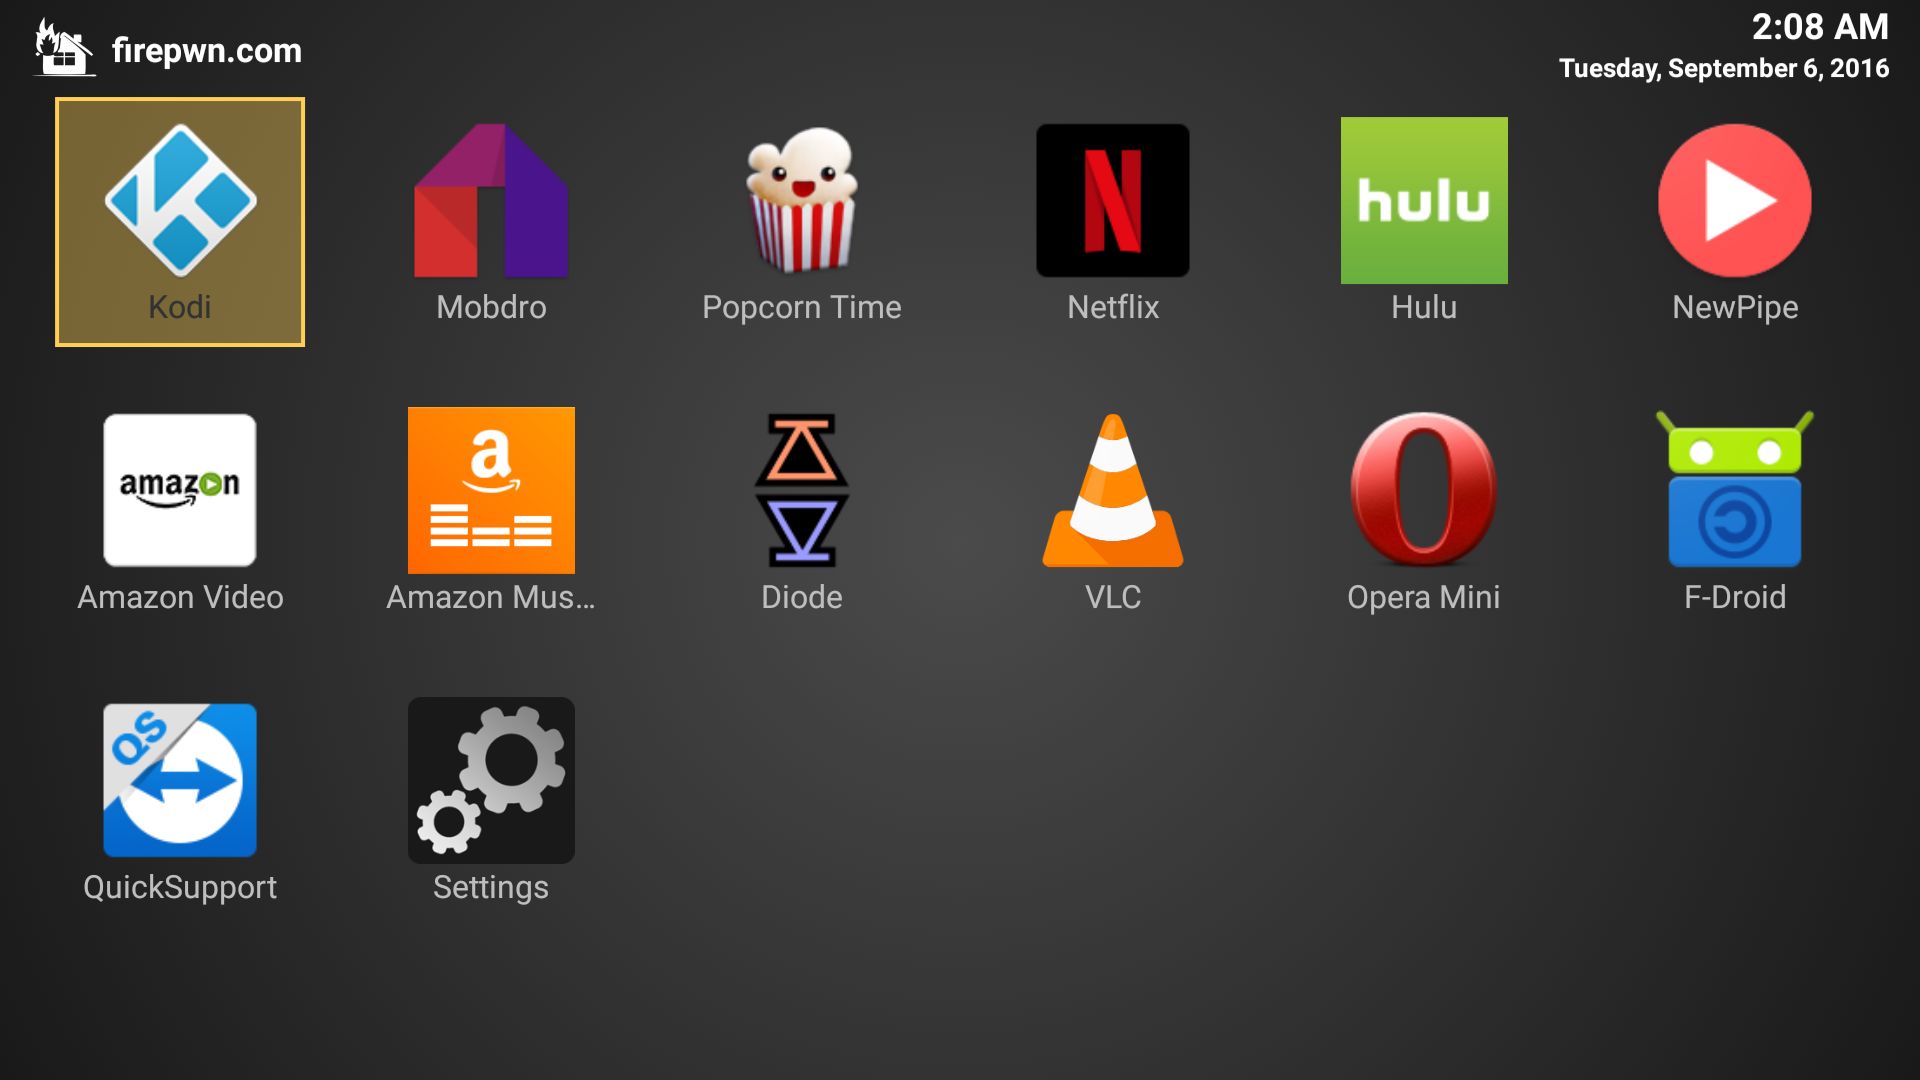 firepwn.com
2:08 AM
Tuesday, September 6, 2016
Kodi
Mobdro
Popcorn Time
N
Netflix
hulu
Hulu
NewPipe
amazon
Amazon Video
a
Amazon Mus...
Diode
VLC
Opera Mini
F-Droid
QS
QuickSupport
Settings